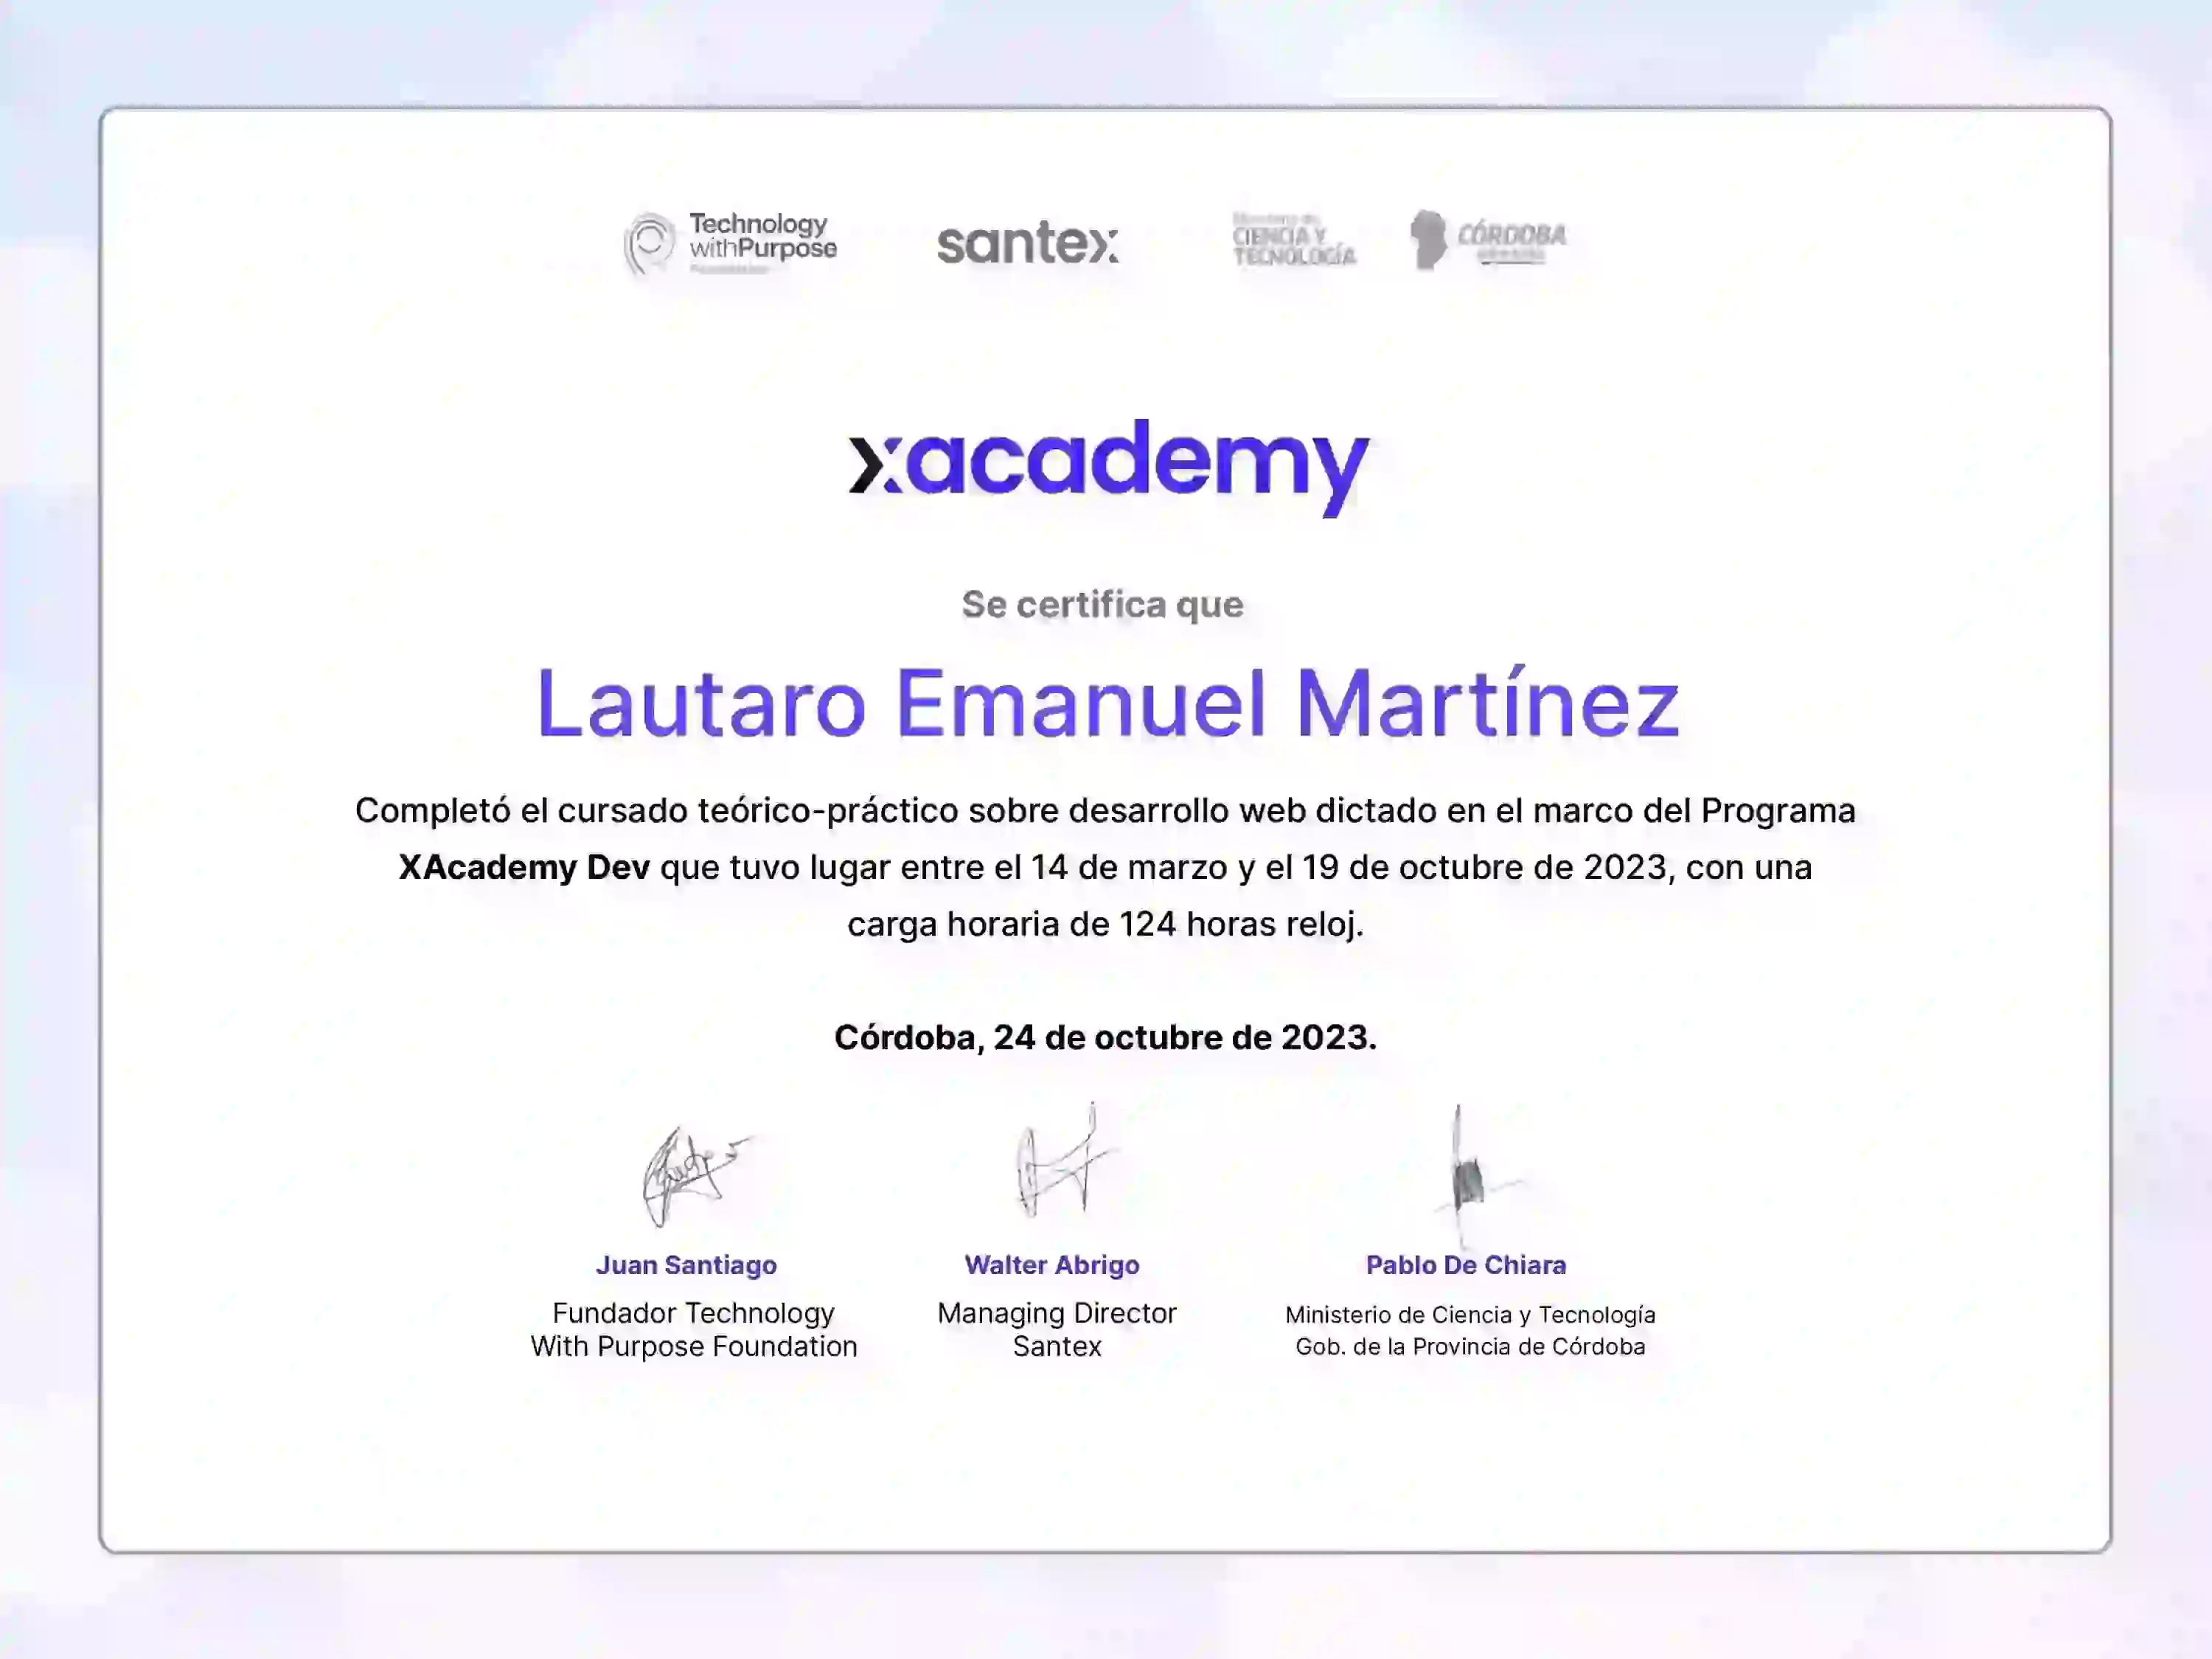 Technology
withPurpose
santex
CIENCIA Y
TECNOLOGÍA
CÓRDOBA
xacademy
Se certifica que
Lautaro Emanuel Martínez
Completó el cursado teórico-práctico sobre desarrollo web dictado en el marco del Programa
XAcademy Dev que tuvo lugar entre el 14 de marzo y el 19 de octubre de 2023, con una
carga horaria de 124 horas reloj.
Córdoba, 24 de octubre de 2023.
Juan Santiago
Fundador Technology
With Purpose Foundation
Walter Abrigo
Managing Director
Santex
Pablo De Chiara
Ministerio de Ciencia y Tecnología
Gob. de la Provincia de Córdoba